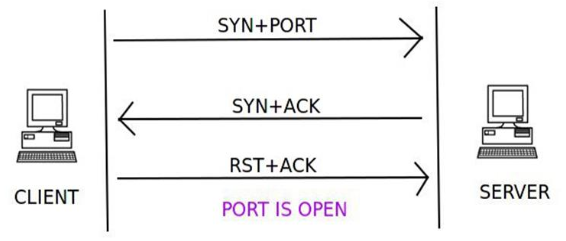 SYN+PORT
SYN+ACK
RST+ACK
CLIENT
SERVER
PORT IS OPEN